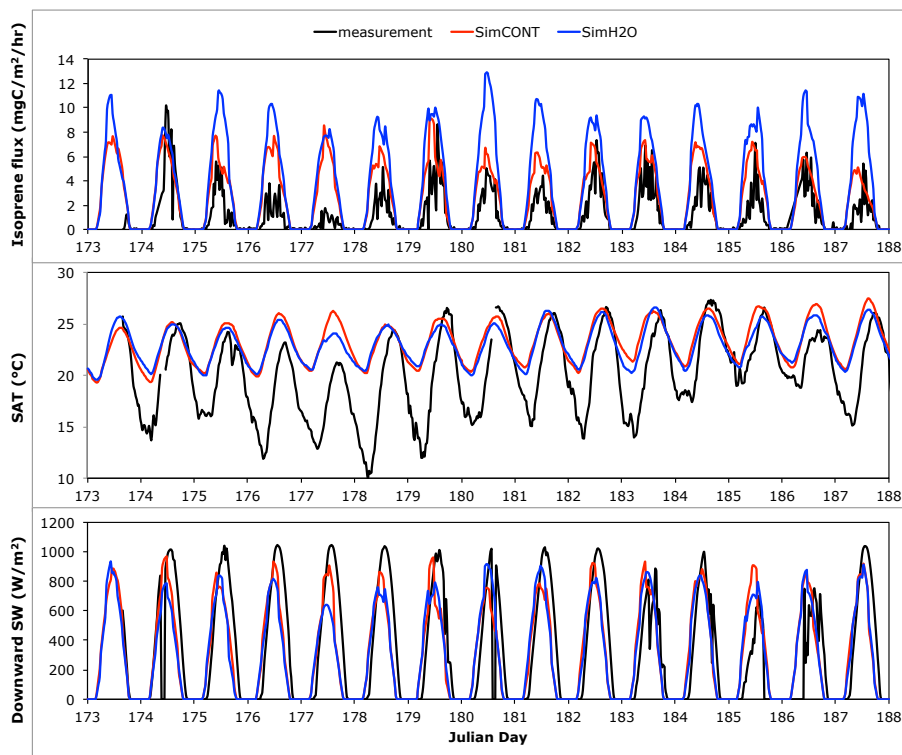 measurement SimCONT SimH2O
Isoprene flux (mgC/m²/hr)
14
12
10
8
6
4
2
0
173 174 175 176 177 178 179 180 181 182 183 184 185 186 187 188
SAT (°C)
30
25
20
15
10
173 174 175 176 177 178 179 180 181 182 183 184 185 186 187 188
Downward SW (W/m²)
1200
1000
800
600
400
200
0
173 174 175 176 177 178 179 180 181 182 183 184 185 186 187 188
Julian Day